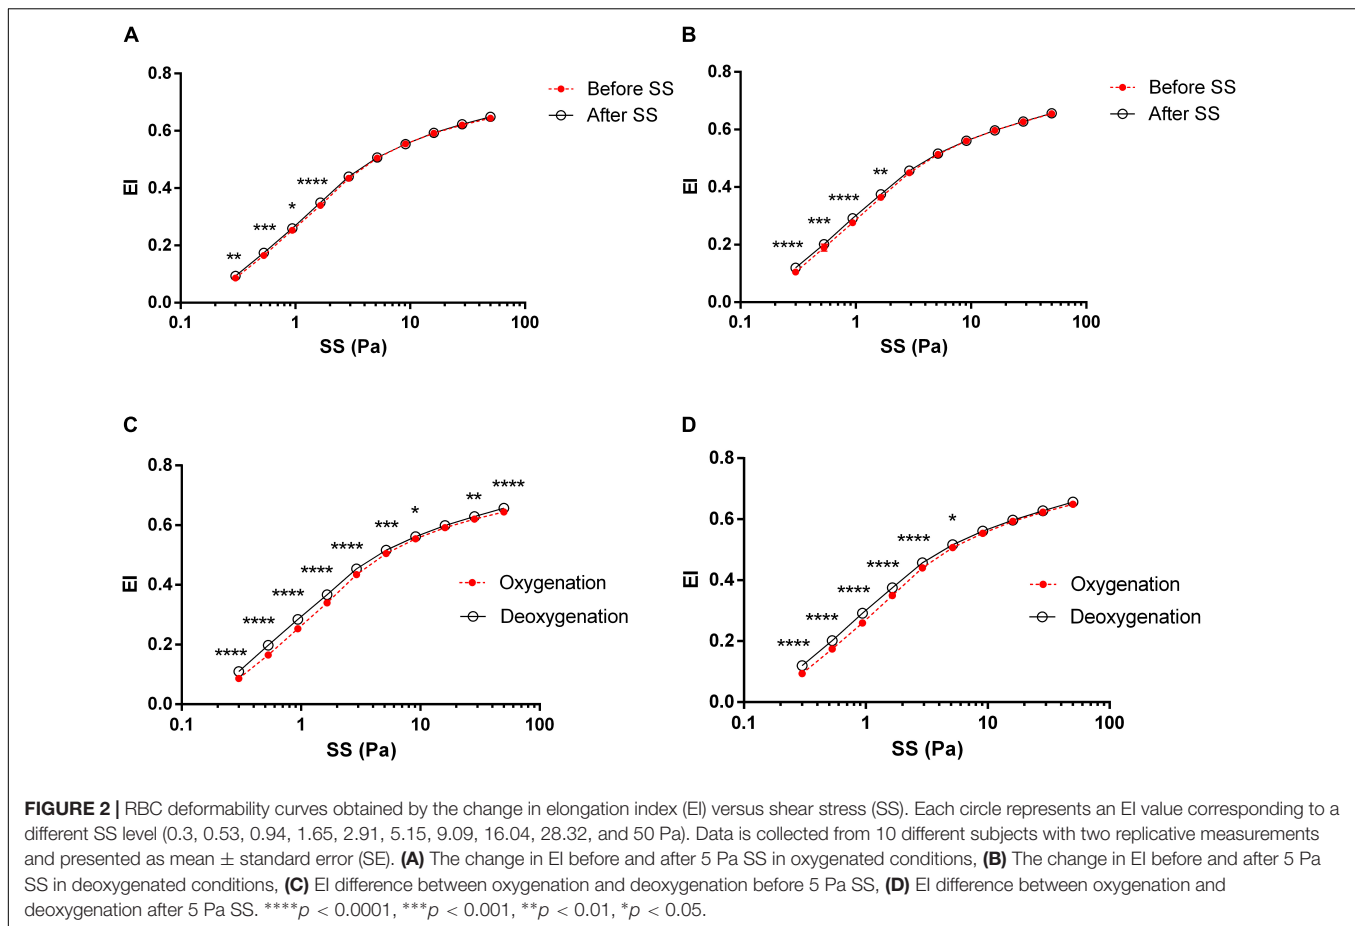 A
0.8
0.6
0.4
0.2
0.0
EI
**
***
*
****
Before SS
After SS
0.1 1 10 100
SS (Pa)
B
0.8
0.6
0.4
0.2
0.0
EI
****
***
****
**
Before SS
After SS
0.1 1 10 100
SS (Pa)
C
0.8
0.6
0.4
0.2
0.0
EI
****
****
****
****
****
***
*
**
****
Oxygenation
Deoxygenation
0.1 1 10 100
SS (Pa)
D
0.8
0.6
0.4
0.2
0.0
EI
****
****
****
****
****
*
Oxygenation
Deoxygenation
0.1 1 10 100
SS (Pa)
FIGURE 2 | RBC deformability curves obtained by the change in elongation index (EI) versus shear stress (SS). Each circle represents an EI value corresponding to a
different SS level (0.3, 0.53, 0.94, 1.65, 2.91, 5.15, 9.09, 16.04, 28.32, and 50 Pa). Data is collected from 10 different subjects with two replicative measurements
and presented as mean ± standard error (SE). (A) The change in EI before and after 5 Pa SS in oxygenated conditions, (B) The change in EI before and after 5 Pa
SS in deoxygenated conditions, (C) EI difference between oxygenation and deoxygenation before 5 Pa SS, (D) EI difference between oxygenation and
deoxygenation after 5 Pa SS. ****p < 0.0001, ***p < 0.001, **p < 0.01, *p < 0.05.